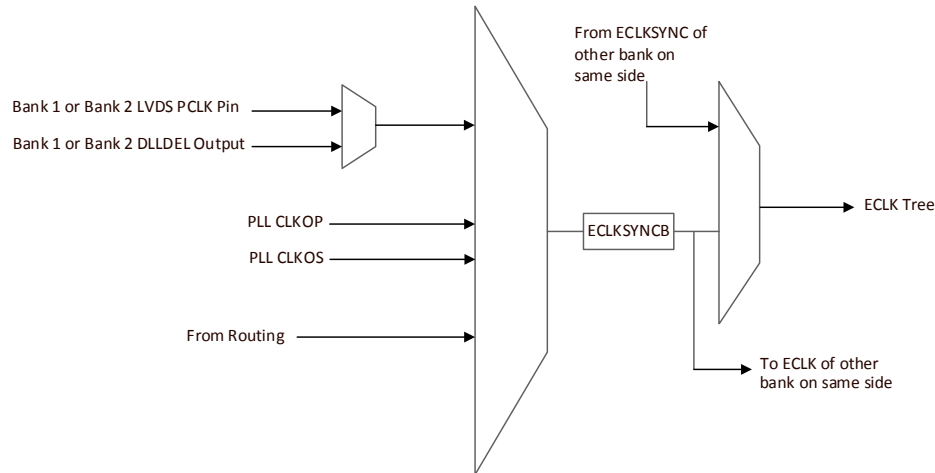 From ECLKSYNC of
other bank on
same side
Bank 1 or Bank 2 LVDS PCLK Pin
Bank 1 or Bank 2 DLLDEL Output
ECLK Tree
PLL CLKOP
ECLKSYNCB
PLL CLKOS
From Routing
To ECLK of other
bank on same side